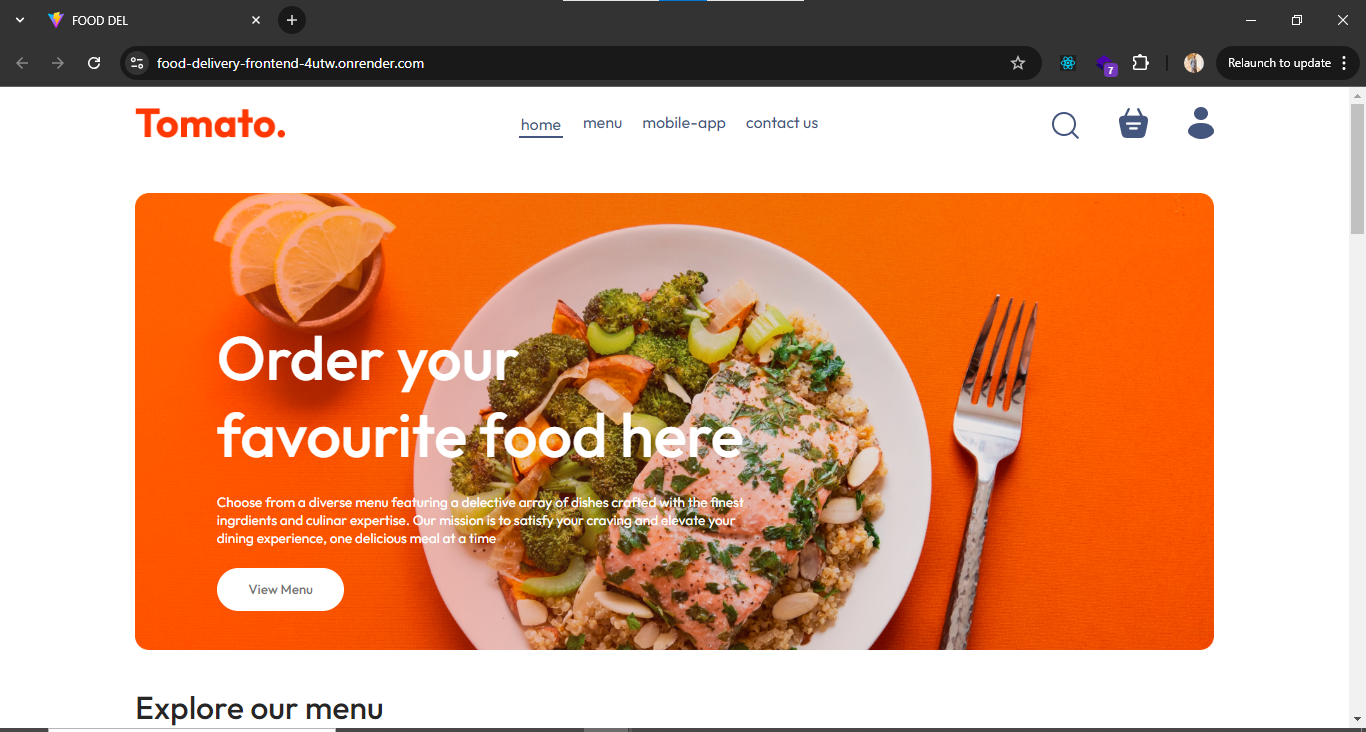 FOOD DEL
food-delivery-frontend-4utw.onrender.com
7
Relaunch to update
Tomato.
home
menu
mobile-app
contact us
Order your
favourite food here
Choose from a diverse menu featuring a delective array of dishes crafted with the finest
ingrdients and culinar expertise. Our mission is to satisfy your craving and elevate your
dining experience, one delicious meal at a time
View Menu
Explore our menu